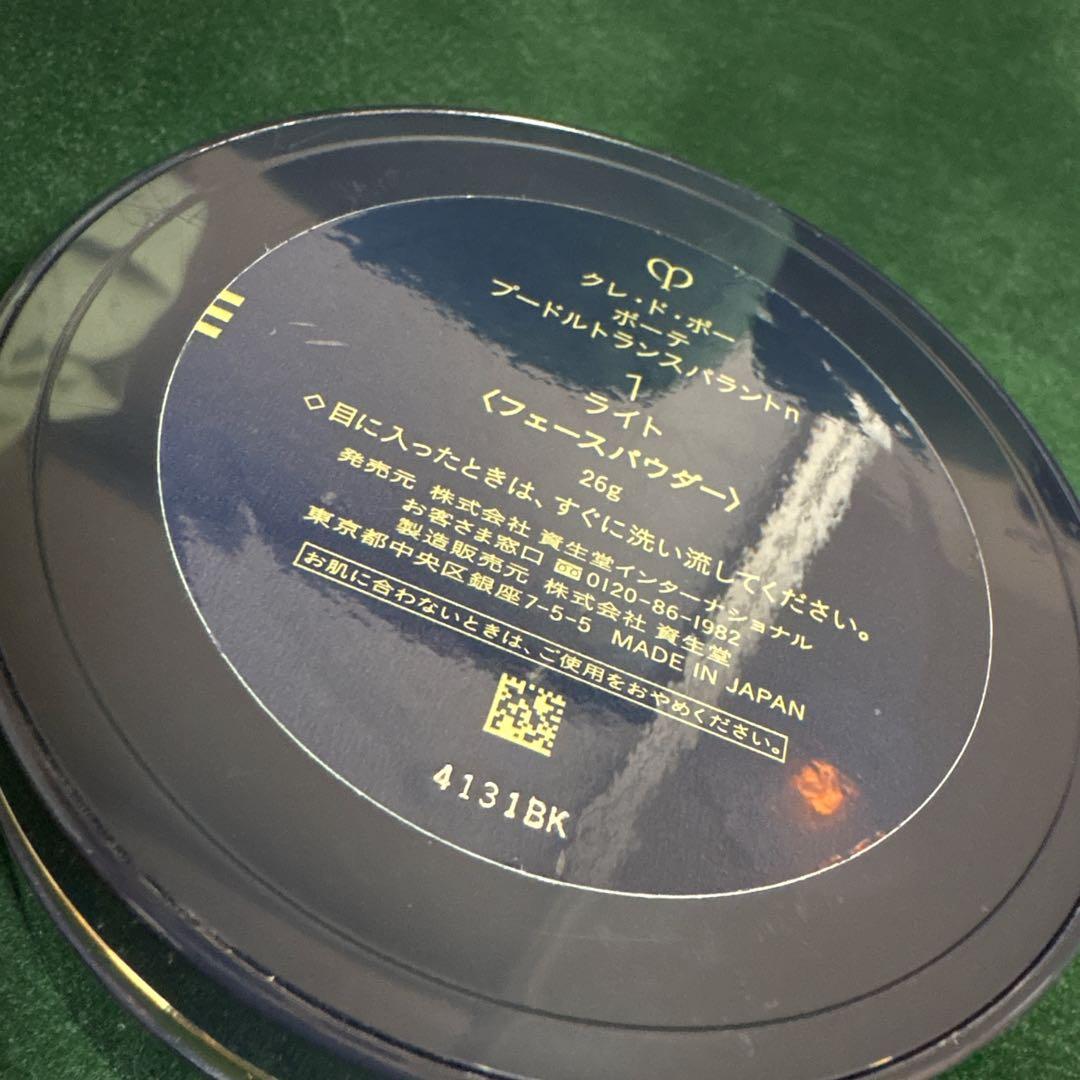 クレ・ド・ポー
ボーテ
プードルトランスパラントn
1
ライト
〈フェースパウダー〉
26g
◇目に入ったときは、すぐに洗い流してください。
発売元 株式会社 資生堂インターナショナル
お客さま窓口 0120-86-1982
製造販売元 株式会社 資生堂
東京都中央区銀座7-5-5 MADE IN JAPAN
お肌に合わないときは、ご使用をおやめください。
4131BK